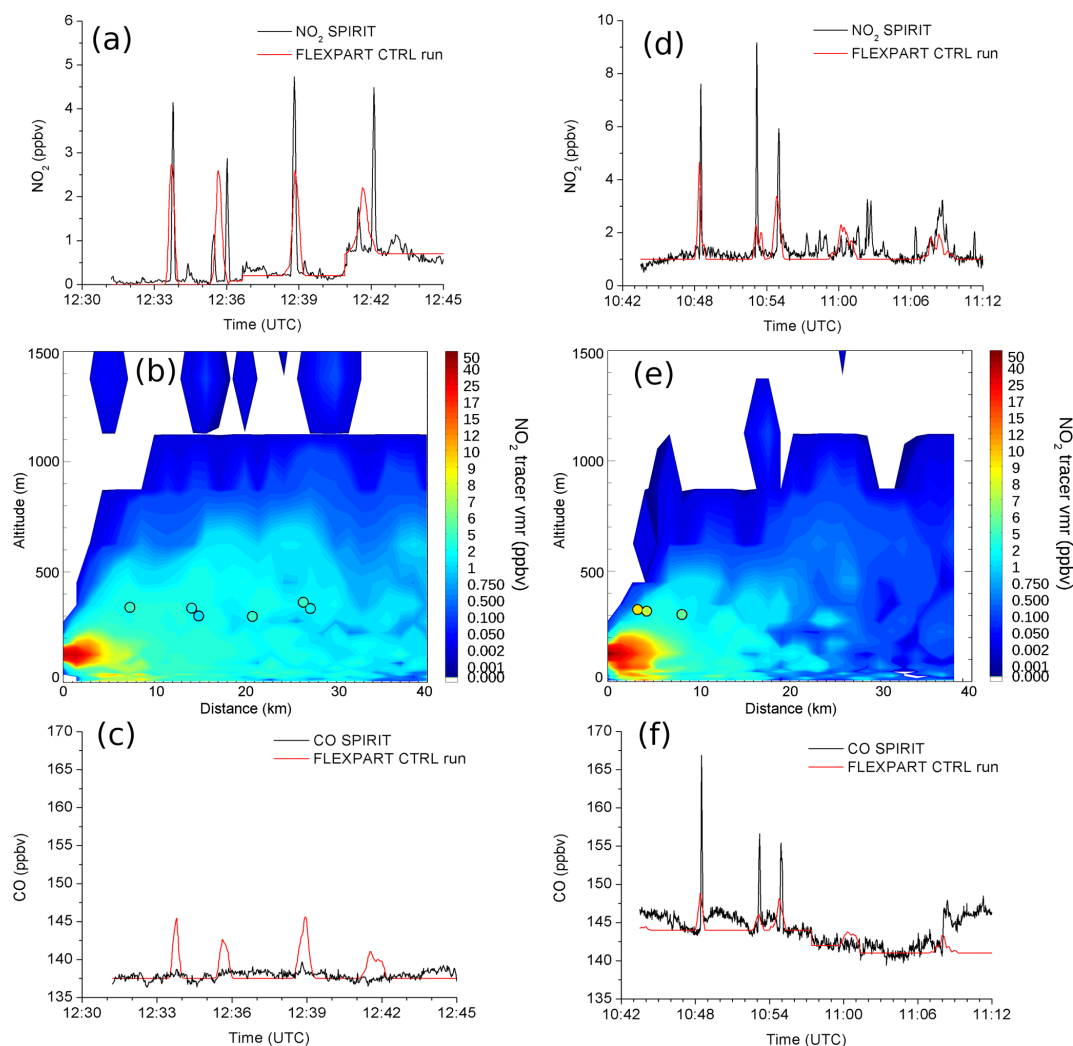 (a)
NO₂ SPIRIT
FLEXPART CTRL run
6
5
4
3
2
1
0
NO₂ (ppbv)
12:30 12:33 12:36 12:39 12:42 12:45
Time (UTC)
(d)
NO₂ SPIRIT
FLEXPART CTRL run
10
8
6
4
2
0
NO₂ (ppbv)
10:42 10:48 10:54 11:00 11:06 11:12
Time (UTC)
(b)
1500
1000
500
0
Altitude (m)
0 10 20 30 40
Distance (km)
50
40
25
17
15
12
10
9
8
7
6
5
2
1
0.750
0.500
0.100
0.050
0.002
0.001
0.000
NO₂ tracer vmr (ppbv)
(e)
1500
1000
500
0
Altitude (m)
0 10 20 30 40
Distance (km)
50
40
25
17
15
12
10
9
8
7
6
5
2
1
0.750
0.500
0.100
0.050
0.002
0.001
0.000
NO₂ tracer vmr (ppbv)
(c)
CO SPIRIT
FLEXPART CTRL run
170
165
160
155
150
145
140
135
CO (ppbv)
12:30 12:33 12:36 12:39 12:42 12:45
Time (UTC)
(f)
CO SPIRIT
FLEXPART CTRL run
170
165
160
155
150
145
140
135
CO (ppbv)
10:42 10:48 10:54 11:00 11:06 11:12
Time (UTC)